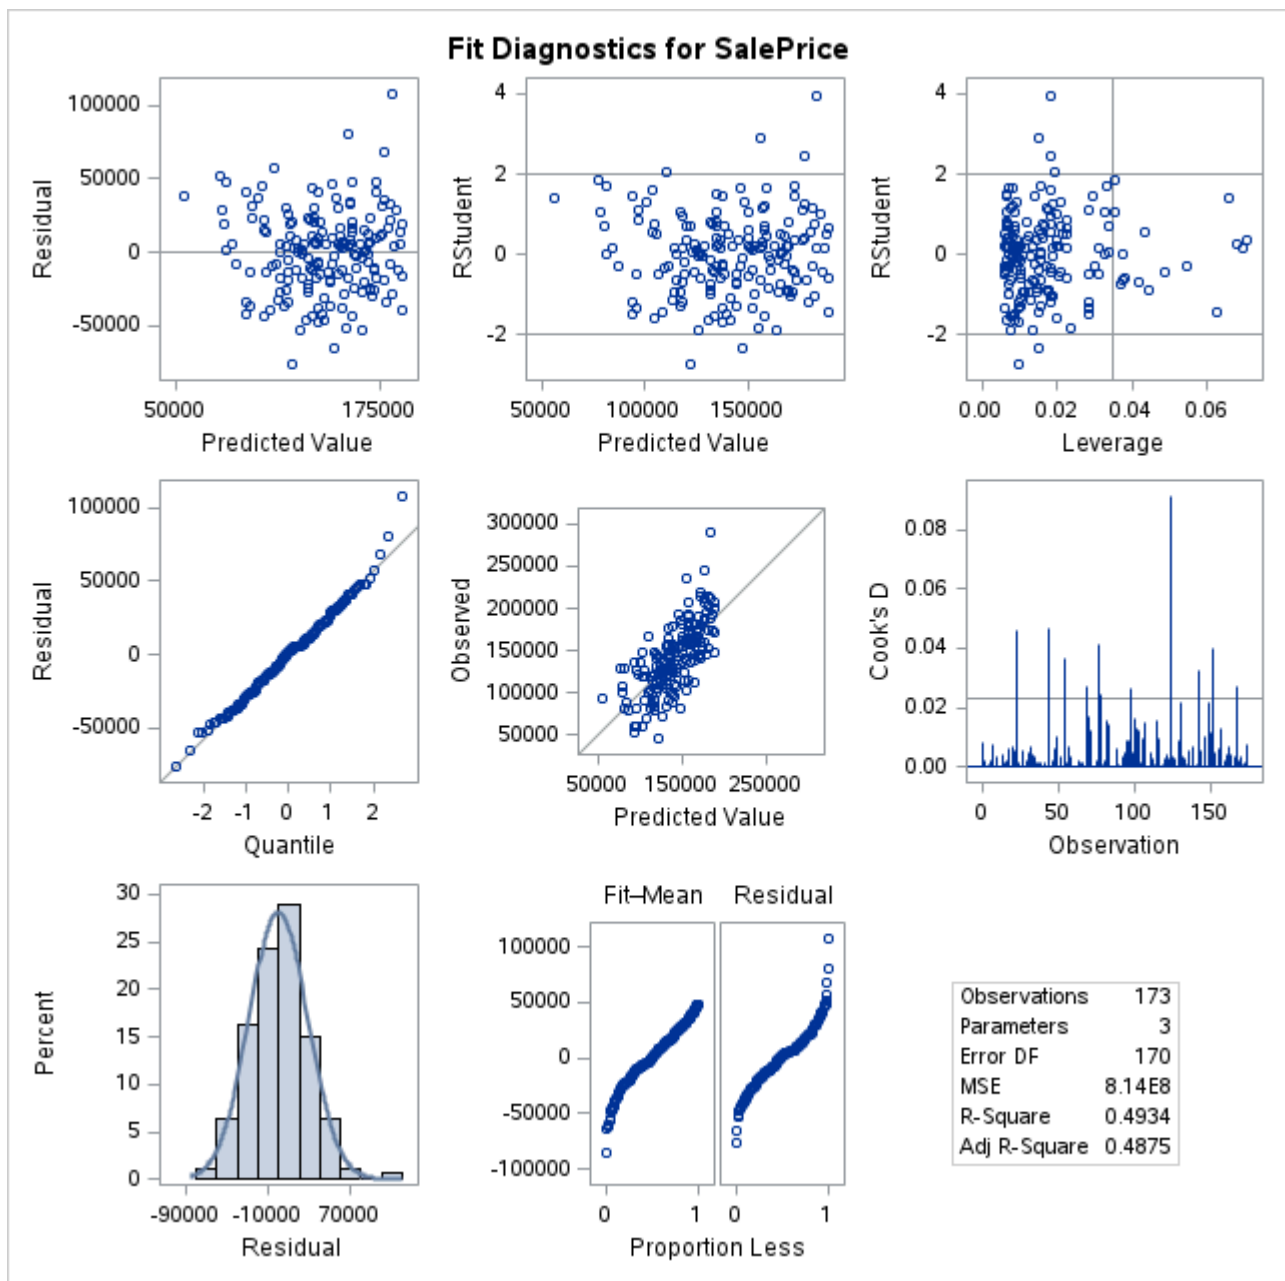 Fit Diagnostics for SalePrice
Residual
100000
50000
0
-50000
50000 175000
Predicted Value
RStudent
4
2
0
-2
50000 100000 150000
Predicted Value
RStudent
4
2
0
-2
0.00 0.02 0.04 0.06
Leverage
Residual
100000
50000
0
-50000
-2 -1 0 1 2
Quantile
Observed
300000
250000
200000
150000
100000
50000
50000 150000 250000
Predicted Value
Cook's D
0.08
0.06
0.04
0.02
0.00
0 50 100 150
Observation
Percent
30
25
20
15
10
5
0
-90000 -10000 70000
Residual
Fit–Mean Residual
100000
50000
0
-50000
-100000
0 1 0 1
Proportion Less
Observations 173
Parameters 3
Error DF 170
MSE 8.14E8
R-Square 0.4934
Adj R-Square 0.4875